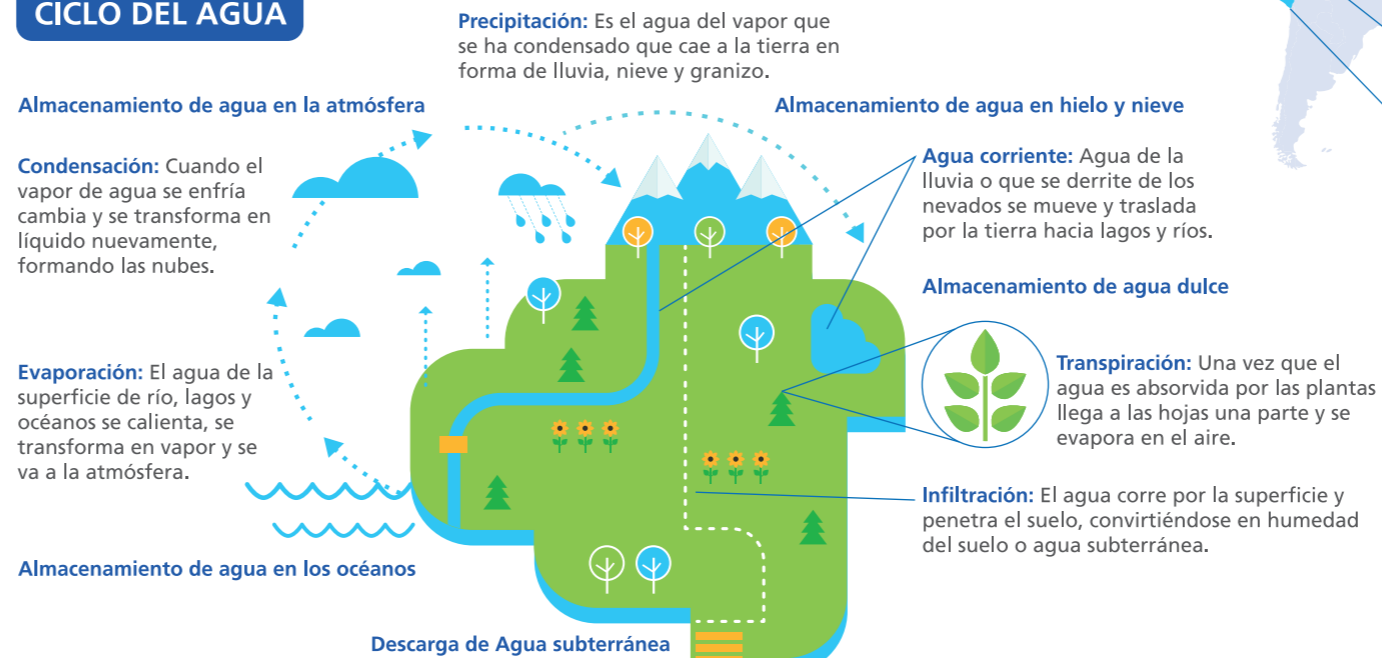 CICLO DEL AGUA
Precipitación: Es el agua del vapor que
se ha condensado que cae a la tierra en
forma de lluvia, nieve y granizo.
Almacenamiento de agua en la atmósfera
Almacenamiento de agua en hielo y nieve
Condensación: Cuando el
vapor de agua se enfría
cambia y se transforma en
líquido nuevamente,
formando las nubes.
Agua corriente: Agua de la
lluvia o que se derrite de los
nevados se mueve y traslada
por la tierra hacia lagos y ríos.
Almacenamiento de agua dulce
Evaporación: El agua de la
superficie de río, lagos y
océanos se calienta, se
transforma en vapor y se
va a la atmósfera.
Transpiración: Una vez que el
agua es absorvida por las plantas
llega a las hojas una parte y se
evapora en el aire.
Infiltración: El agua corre por la superficie y
penetra el suelo, convirtiéndose en humedad
del suelo o agua subterránea.
Almacenamiento de agua en los océanos
Descarga de Agua subterránea